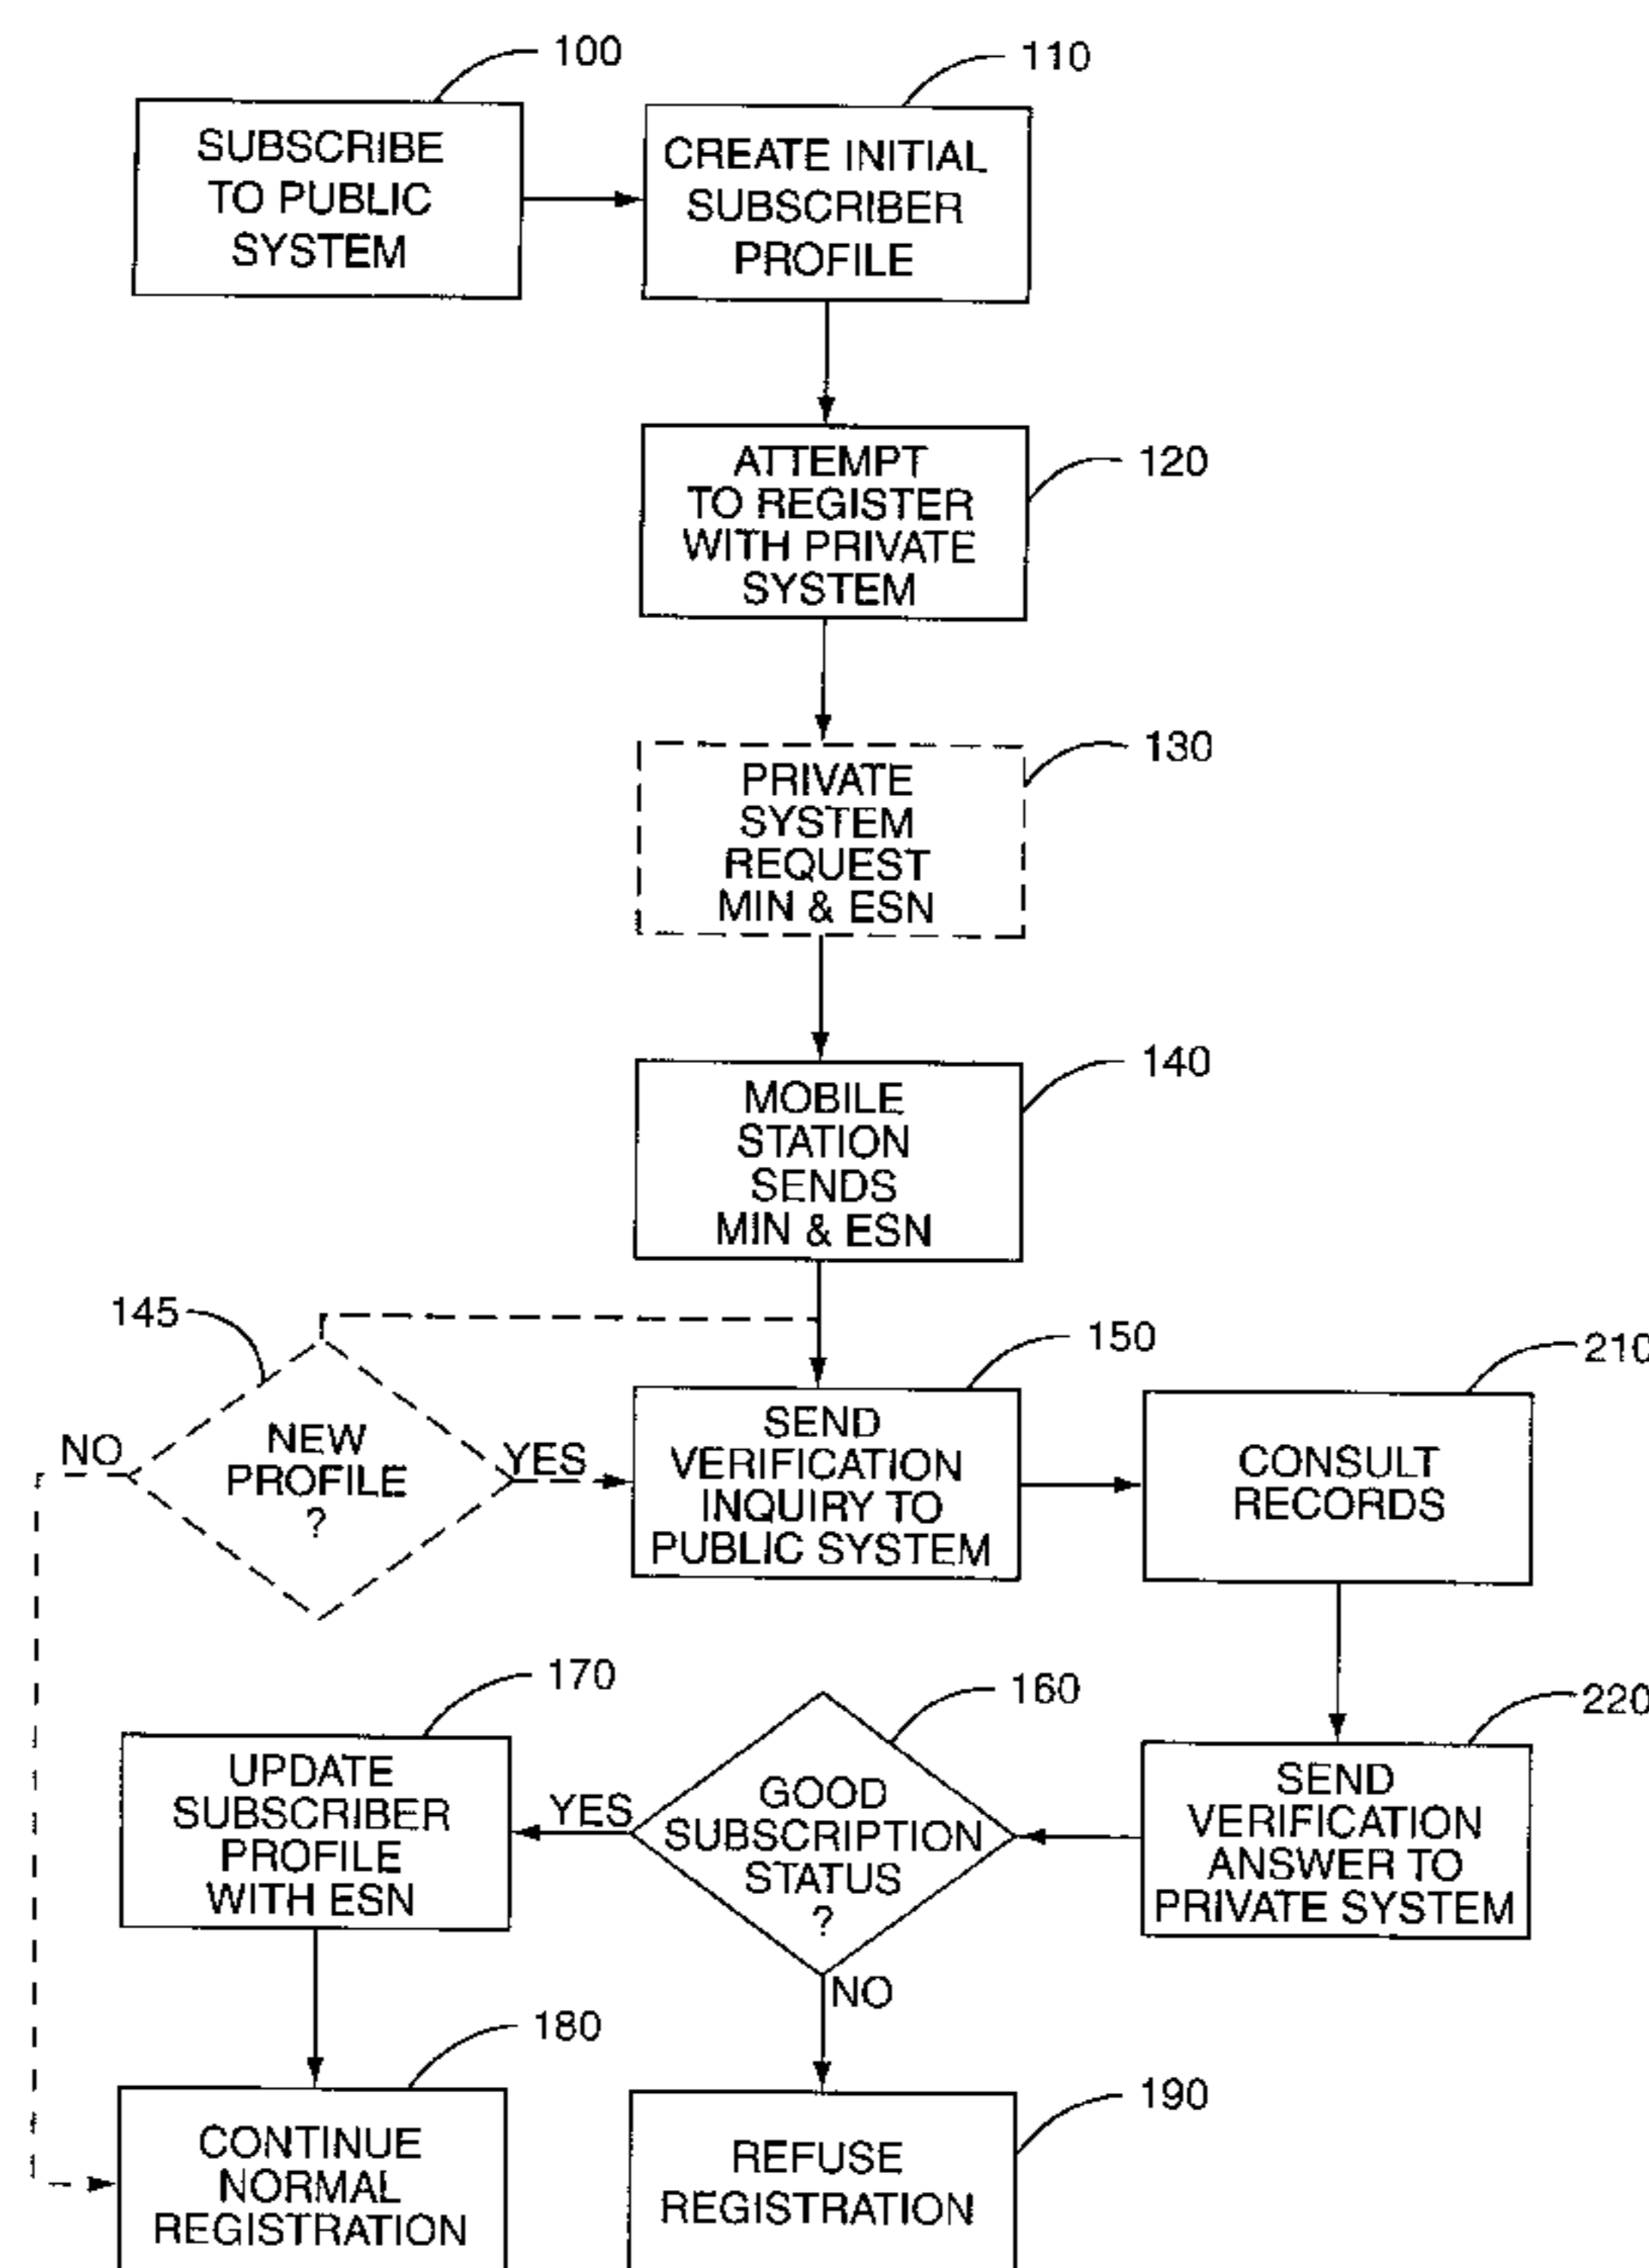 100
110
SUBSCRIBE
TO PUBLIC
SYSTEM
CREATE INITIAL
SUBSCRIBER
PROFILE
120
ATTEMPT
TO REGISTER
WITH PRIVATE
SYSTEM
130
PRIVATE
SYSTEM
REQUEST
MIN & ESN
140
MOBILE
STATION
SENDS
MIN & ESN
145
150
210
NO
NEW
PROFILE
?
YES
SEND
VERIFICATION
INQUIRY TO
PUBLIC SYSTEM
CONSULT
RECORDS
170
160
220
UPDATE
SUBSCRIBER
PROFILE
WITH ESN
YES
GOOD
SUBSCRIPTION
STATUS
?
SEND
VERIFICATION
ANSWER TO
PRIVATE SYSTEM
NO
180
190
CONTINUE
NORMAL
REGISTRATION
REFUSE
REGISTRATION